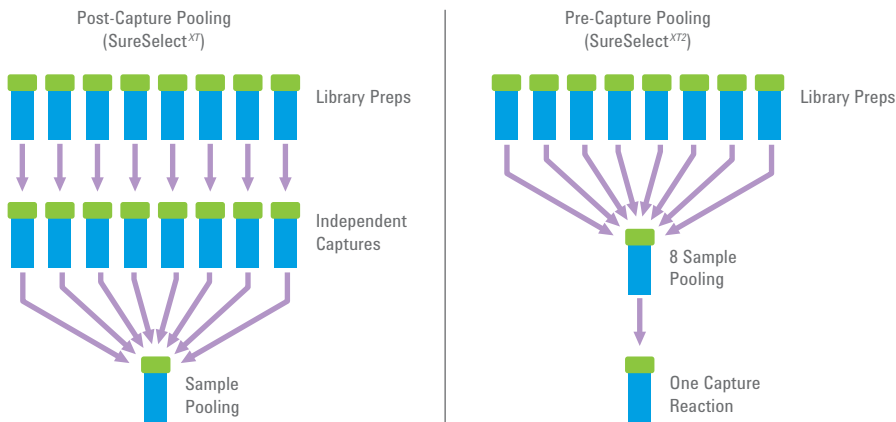 Post-Capture Pooling
(SureSelectXT)
Library Preps
Independent
Captures
Sample
Pooling
Pre-Capture Pooling
(SureSelectXT2)
Library Preps
8 Sample
Pooling
One Capture
Reaction